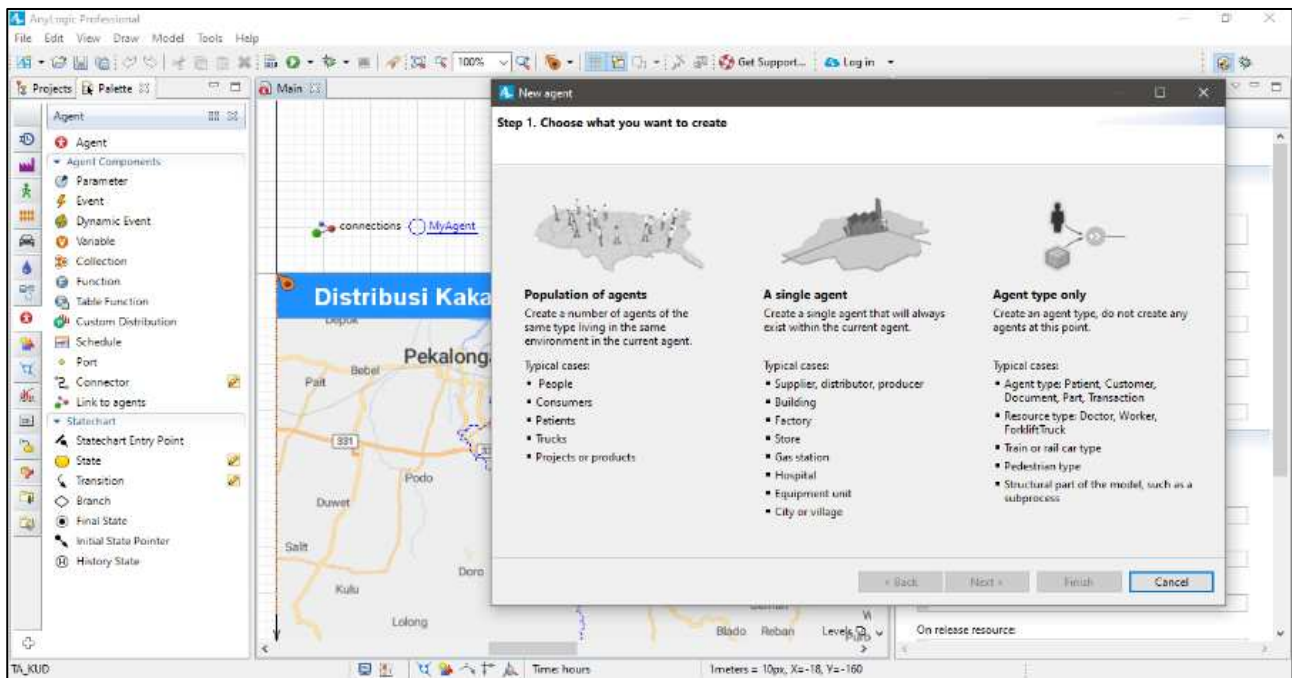 AnyLogic Professional
File Edit View Draw Model Tools Help
100%
Get Support...
Log in
Projects
Palette
Main
Agent
Agent
Agent Components
Parameter
Event
Dynamic Event
Variable
Collection
Function
Table Function
Custom Distribution
Schedule
Port
Connector
Link to agents
Statechart
Statechart Entry Point
State
Transition
Branch
Final State
Initial State Pointer
History State
connections
MyAgent
Distribusi Kaka
Depok
Pekalong
Bebel
Pait
331
Podo
Duwet
Salit
Doro
Kulu
Lolong
Blado
Reban
Levels
New agent
Step 1. Choose what you want to create
Population of agents
Create a number of agents of the
same type living in the same
environment in the current agent.
Typical cases:
▪ People
▪ Consumers
▪ Patients
▪ Trucks
▪ Projects or products
A single agent
Create a single agent that will always
exist within the current agent.
Typical cases:
▪ Supplier, distributor, producer
▪ Building
▪ Factory
▪ Store
▪ Gas station
▪ Hospital
▪ Equipment unit
▪ City or village
Agent type only
Create an agent type, do not create any
agents at this point.
Typical cases:
▪ Agent type: Patient, Customer,
Document, Part, Transaction
▪ Resource type: Doctor, Worker,
ForkliftTruck
▪ Train or rail car type
▪ Pedestrian type
▪ Structural part of the model, such as a
subprocess
< Back
Next >
Finish
Cancel
On release resource:
TA_KUD
Time: hours
1meters = 10px, X=-18, Y=-160